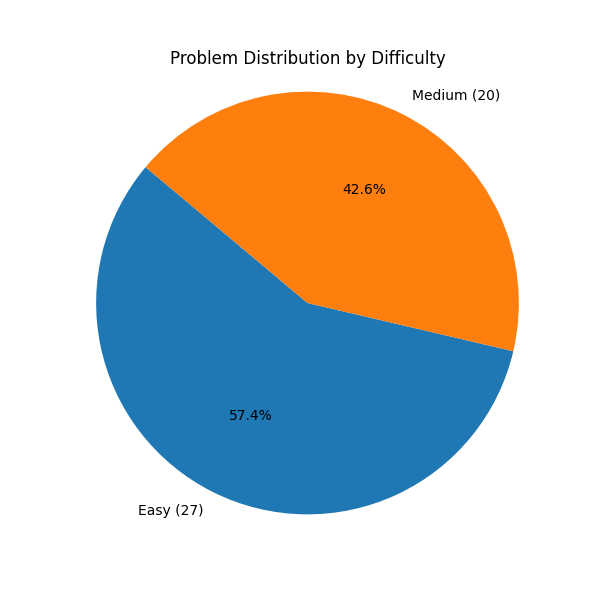 Problem Distribution by Difficulty
Medium (20)
42.6%
57.4%
Easy (27)